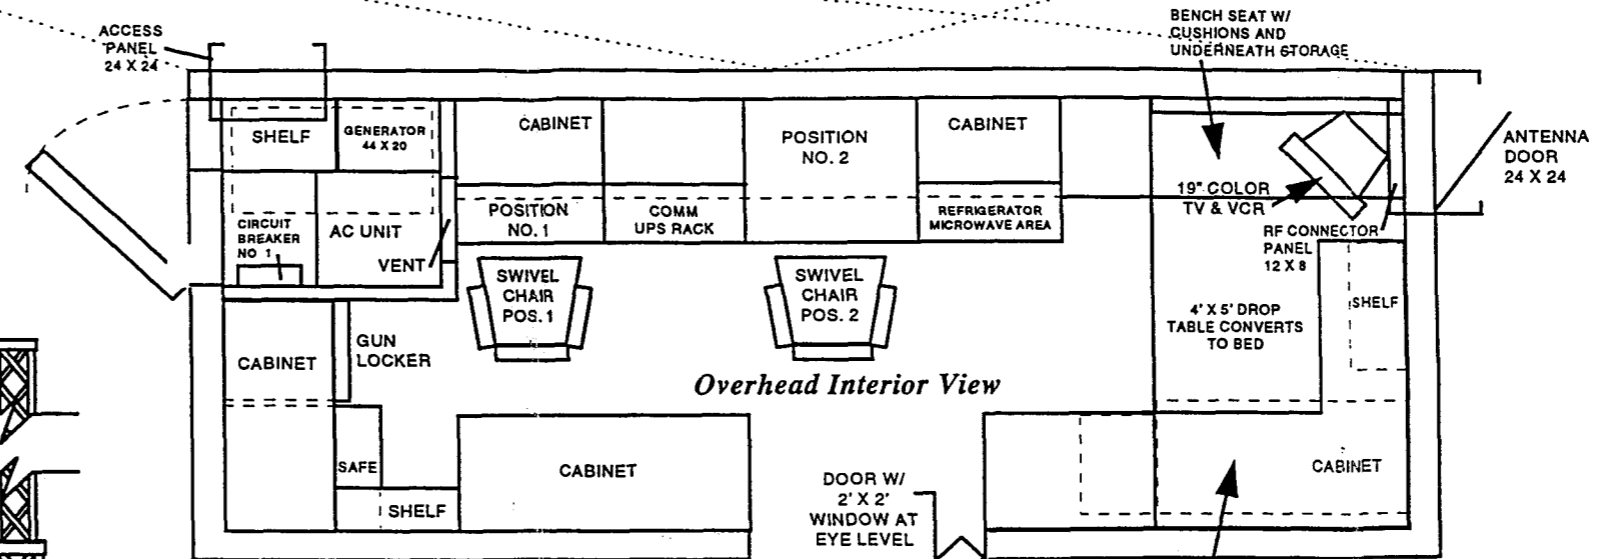 ACCESS
PANEL
24 X 24
BENCH SEAT W/
CUSHIONS AND
UNDERNEATH STORAGE
SHELF
GENERATOR
44 X 20
CABINET
POSITION
NO. 2
CABINET
ANTENNA
DOOR
24 X 24
19" COLOR
TV & VCR
CIRCUIT
BREAKER
NO 1
AC UNIT
VENT
POSITION
NO. 1
COMM
UPS RACK
REFRIGERATOR
MICROWAVE AREA
RF CONNECTOR
PANEL
12 X 8
SWIVEL
CHAIR
POS. 1
SWIVEL
CHAIR
POS. 2
SHELF
4' X 5' DROP
TABLE CONVERTS
TO BED
CABINET
GUN
LOCKER
Overhead Interior View
SAFE
SHELF
CABINET
DOOR W/
2' X 2'
WINDOW AT
EYE LEVEL
CABINET